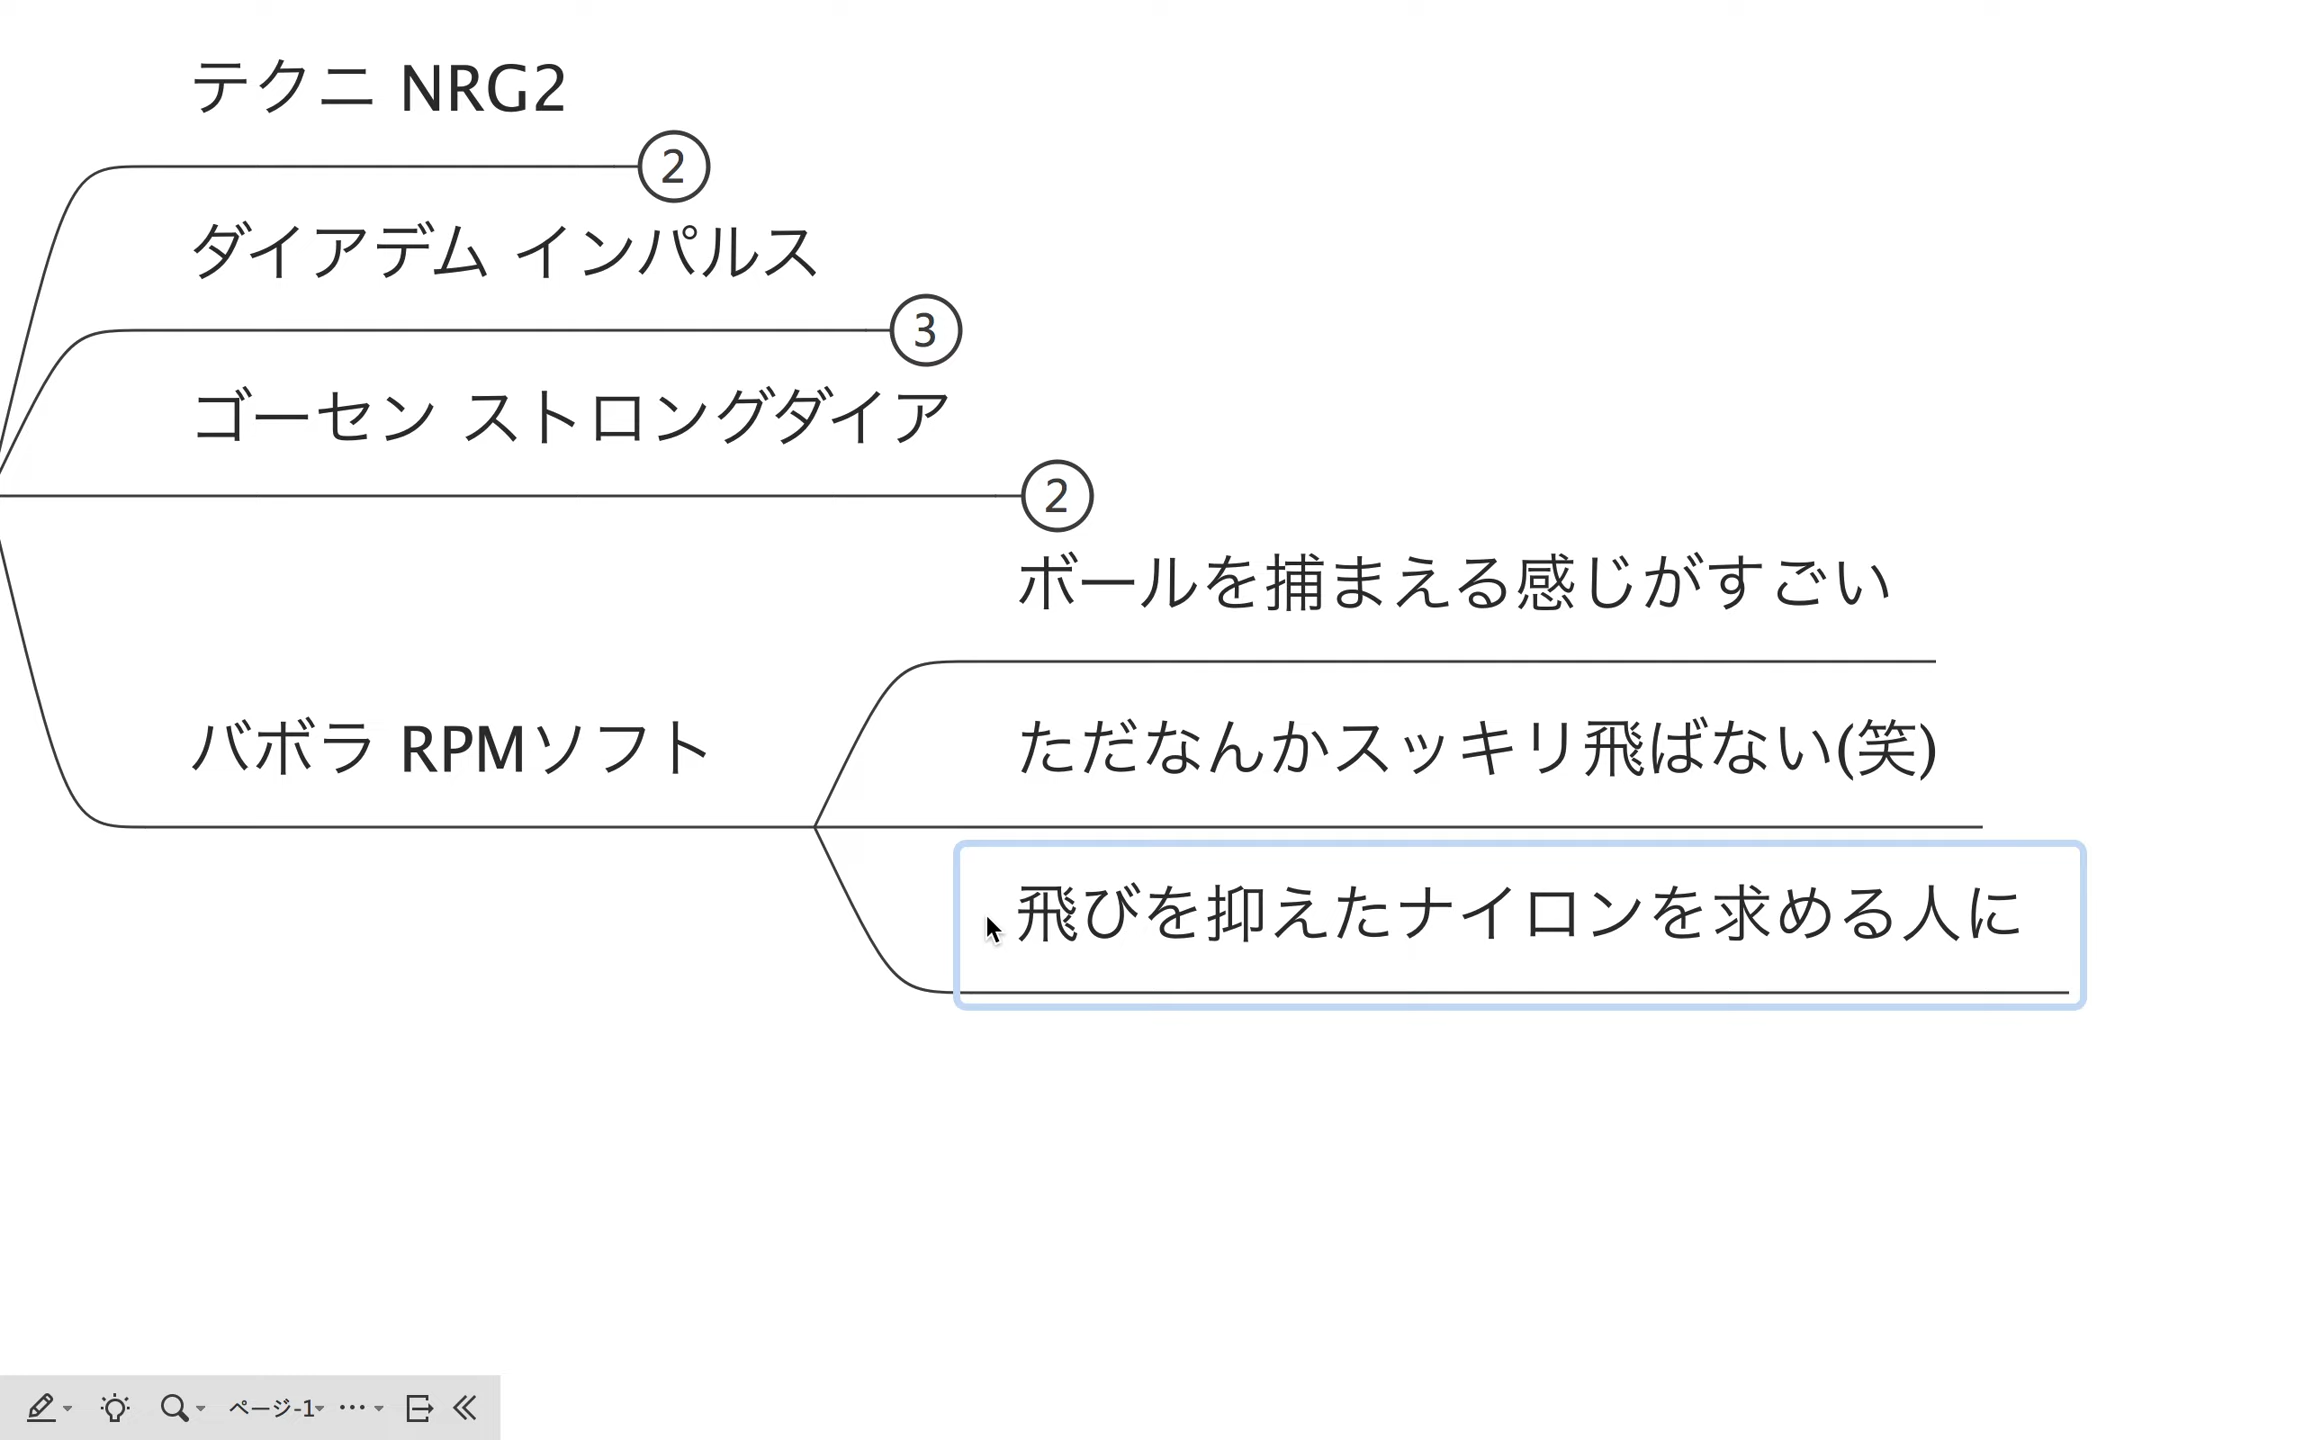 テクニ NRG2
2
ダイアデム インパルス
3
ゴーセン ストロングダイア
2
ボールを捕まえる感じがすごい
バボラ RPMソフト
ただなんかスッキリ飛ばない(笑)
飛びを抑えたナイロンを求める人に
ページ-1